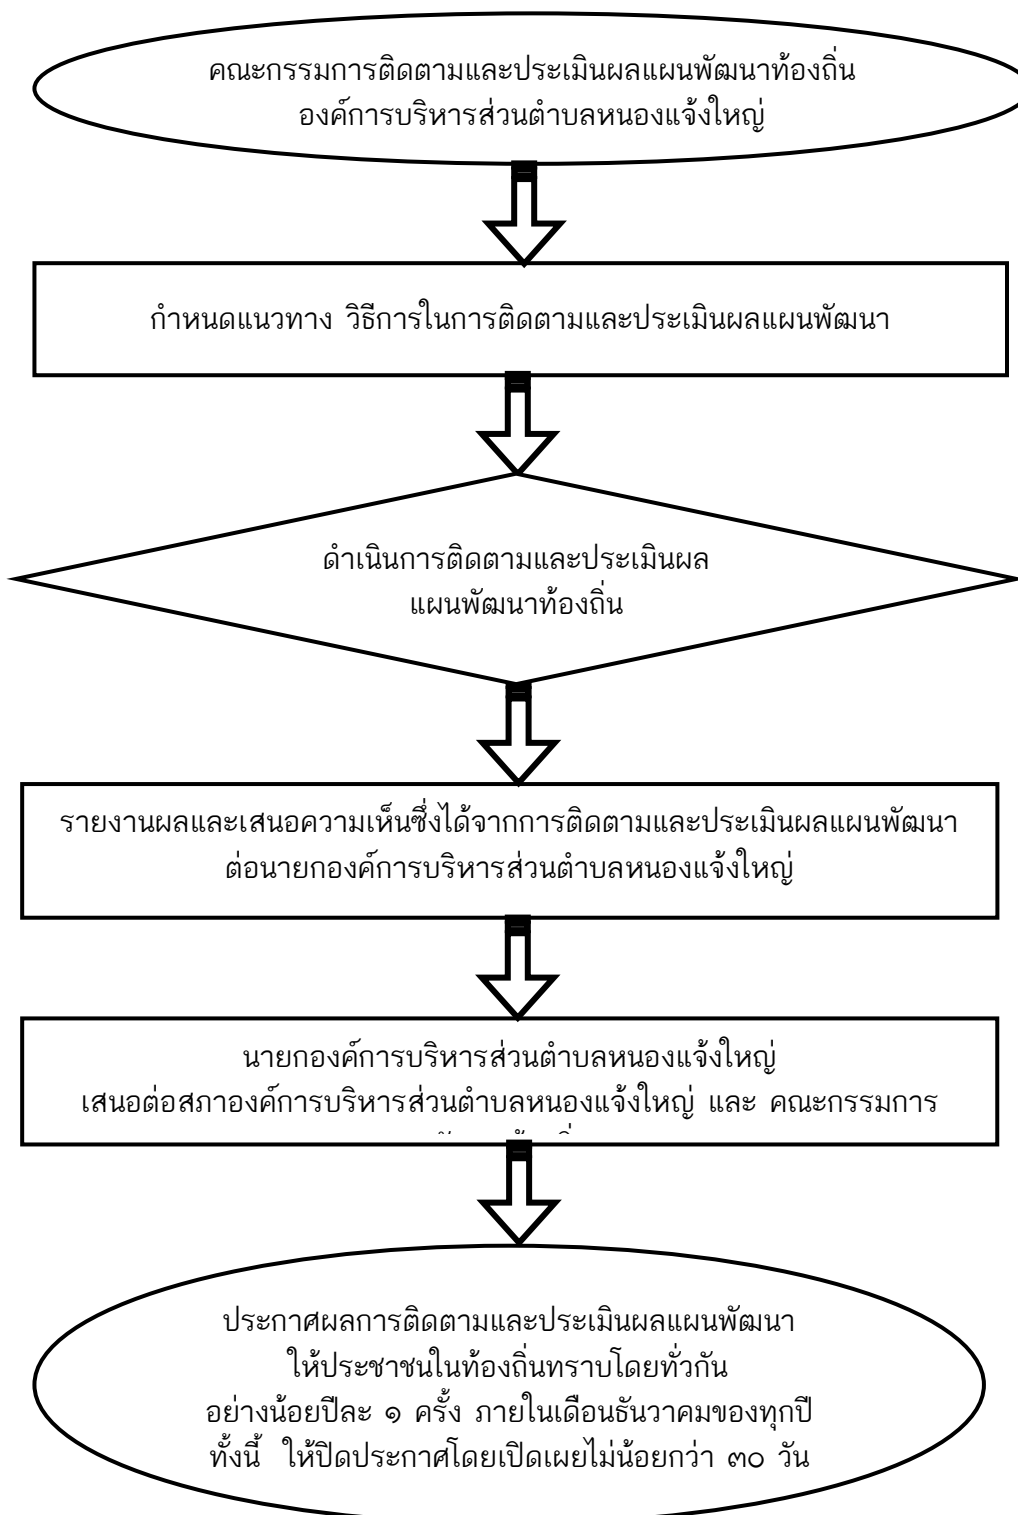 คณะกรรมการติดตามและประเมินผลแผนพัฒนาท้องถิ่น
องค์การบริหารส่วนตำบลหนองแจ้งใหญ่
กำหนดแนวทาง วิธีการในการติดตามและประเมินผลแผนพัฒนา
ดำเนินการติดตามและประเมินผล
แผนพัฒนาท้องถิ่น
รายงานผลและเสนอความเห็นซึ่งได้จากการติดตามและประเมินผลแผนพัฒนา
ต่อนายกองค์การบริหารส่วนตำบลหนองแจ้งใหญ่
นายกองค์การบริหารส่วนตำบลหนองแจ้งใหญ่
เสนอต่อสภาองค์การบริหารส่วนตำบลหนองแจ้งใหญ่ และ คณะกรรมการ
ประกาศผลการติดตามและประเมินผลแผนพัฒนา
ให้ประชาชนในท้องถิ่นทราบโดยทั่วกัน
อย่างน้อยปีละ ๑ ครั้ง ภายในเดือนธันวาคมของทุกปี
ทั้งนี้ ให้ปิดประกาศโดยเปิดเผยไม่น้อยกว่า ๓๐ วัน